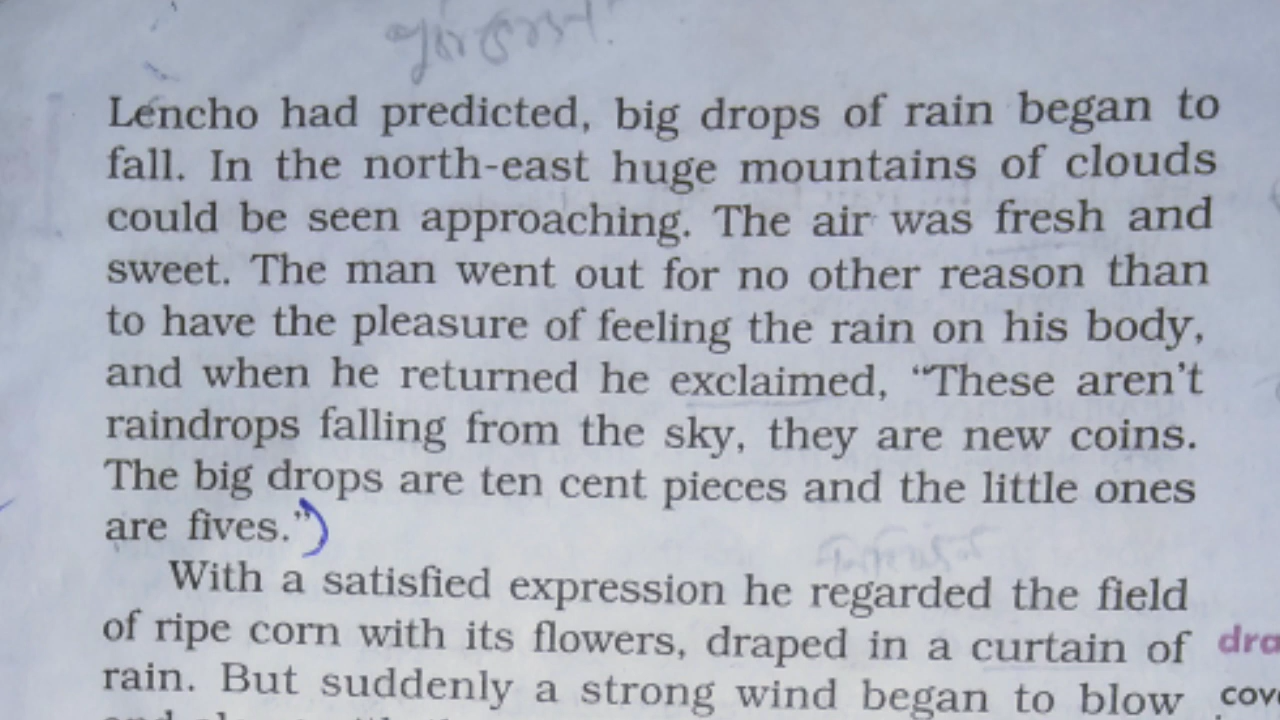 Lencho had predicted, big drops of rain began to
fall. In the north-east huge mountains of clouds
could be seen approaching. The air was fresh and
sweet. The man went out for no other reason than
to have the pleasure of feeling the rain on his body,
and when he returned he exclaimed, “These aren’t
raindrops falling from the sky, they are new coins.
The big drops are ten cent pieces and the little ones
are fives.”)
With a satisfied expression he regarded the field
of ripe corn with its flowers, draped in a curtain of
rain. But suddenly a strong wind began to blow